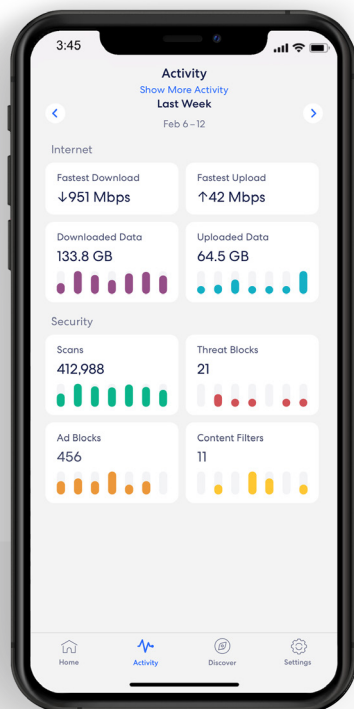 3:45
Activity
Show More Activity
Last Week
Feb 6–12
Internet
Fastest Download
↓951 Mbps
Fastest Upload
↑42 Mbps
Downloaded Data
133.8 GB
Uploaded Data
64.5 GB
Security
Scans
412,988
Threat Blocks
21
Ad Blocks
456
Content Filters
11
Home
Activity
Discover
Settings